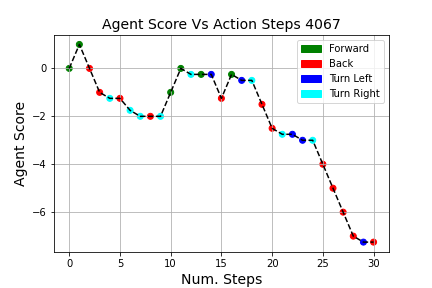 Agent Score Vs Action Steps 4067
Forward
Back
Turn Left
Turn Right
Agent Score
0
−2
−4
−6
0 5 10 15 20 25 30
Num. Steps